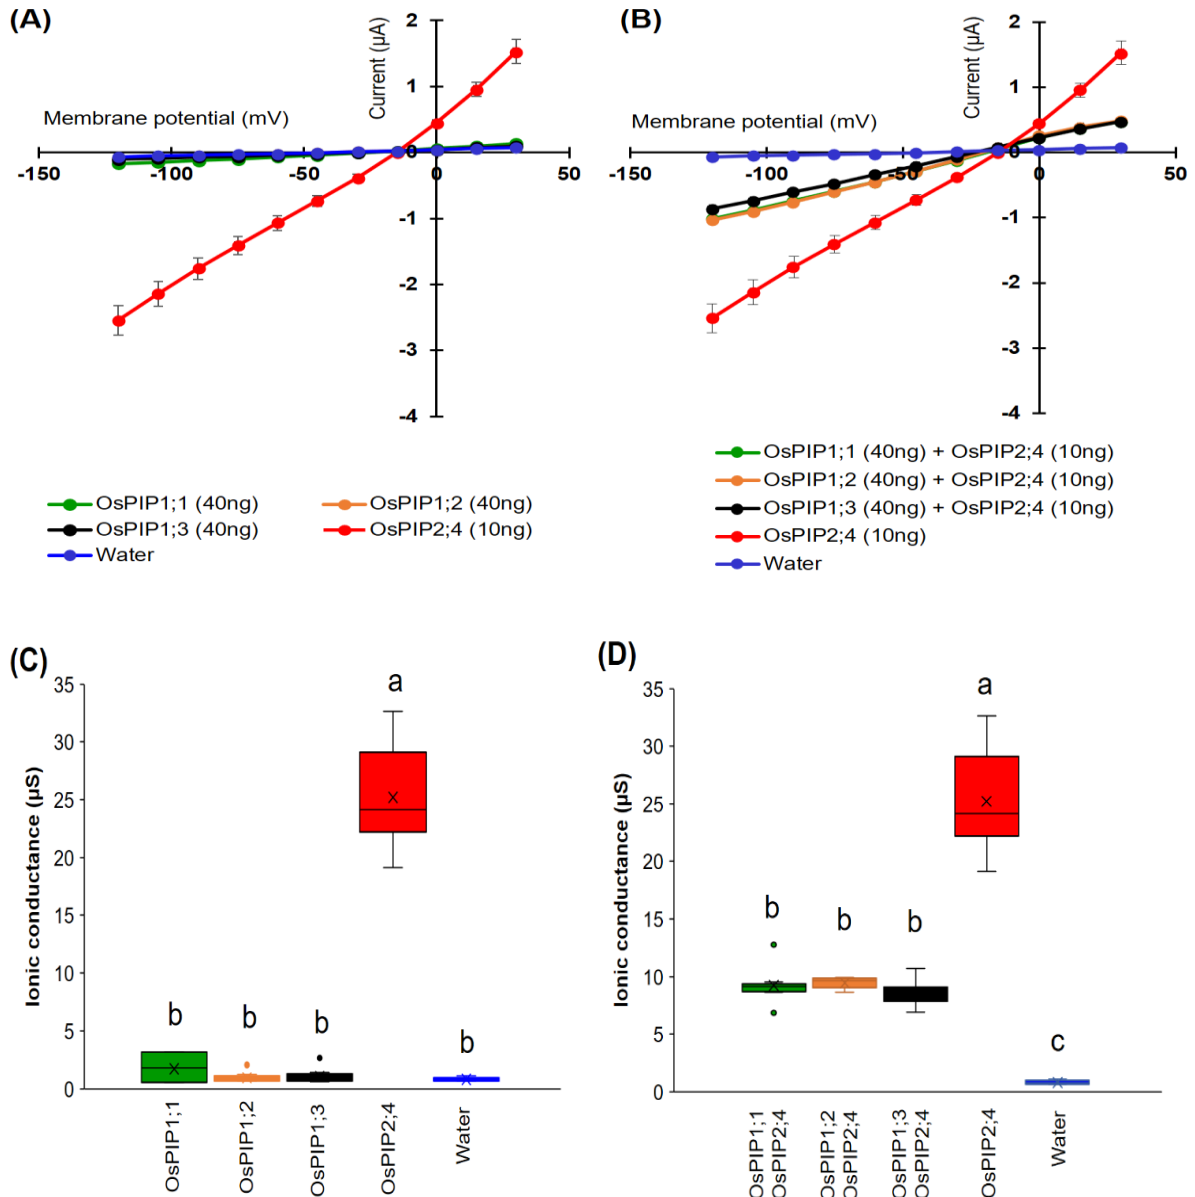 (A)
2
1
0
-1
-2
-3
-4
Current (µA)
Membrane potential (mV)
-150
-100
-50
0
50
OsPIP1;1 (40ng)
OsPIP1;2 (40ng)
OsPIP1;3 (40ng)
OsPIP2;4 (10ng)
Water
(B)
2
1
0
-1
-2
-3
-4
Current (µA)
Membrane potential (mV)
-150
-100
-50
0
50
OsPIP1;1 (40ng) + OsPIP2;4 (10ng)
OsPIP1;2 (40ng) + OsPIP2;4 (10ng)
OsPIP1;3 (40ng) + OsPIP2;4 (10ng)
OsPIP2;4 (10ng)
Water
(C)
Ionic conductance (µS)
35
30
25
20
15
10
5
0
b
b
b
a
b
OsPIP1;1
OsPIP1;2
OsPIP1;3
OsPIP2;4
Water
(D)
Ionic conductance (µS)
35
30
25
20
15
10
5
0
b
b
b
a
c
OsPIP1;1
OsPIP2;4
OsPIP1;2
OsPIP2;4
OsPIP1;3
OsPIP2;4
OsPIP2;4
Water